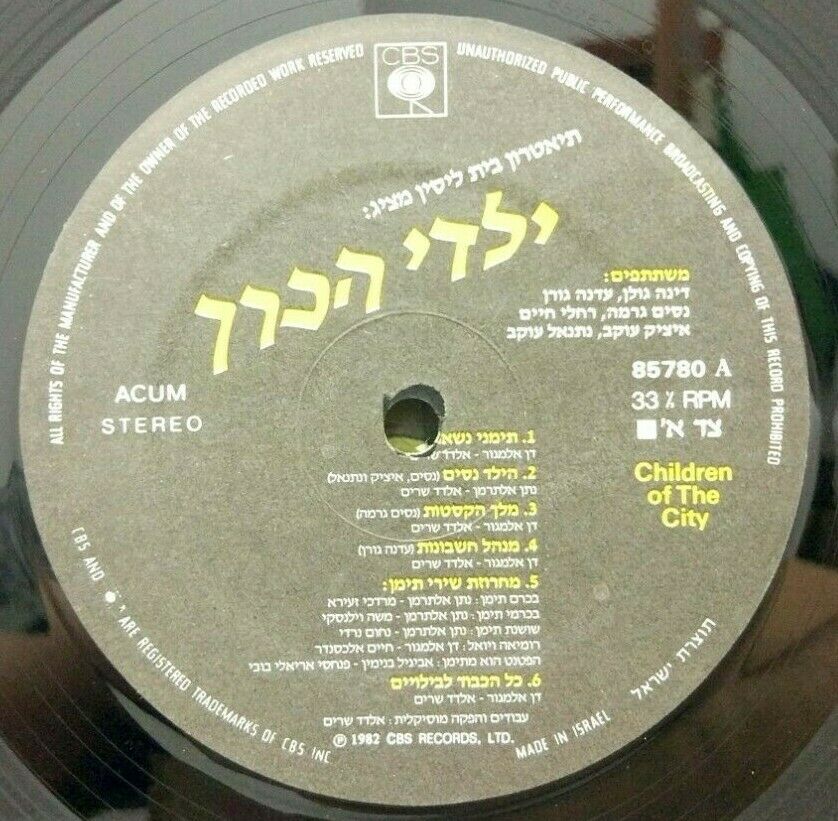 CBS
ALL RIGHTS OF THE MANUFACTURER AND OF THE OWNER OF THE RECORDED WORK RESERVED
UNAUTHORIZED PUBLIC PERFORMANCE BROADCASTING AND COPYING OF THIS RECORD PROHIBITED
תיאטרון בית ליסין מציג:
ילדי הכרך
משתתפים:
דינה גולן, עדנה גורן
נסים גרמה, רחלי חיים
איציק עוקב, נתנאל עוקב
85780 A
33⅓ RPM
צד א'
ACUM
STEREO
Children
of The
City
1. תימני נשא
דן אלמגור - אלדד שרים
2. הילד נסים (נסים, איציק ונתנאל)
נתן אלתרמן - אלדד שרים
3. מלך הקסטות (נסים גרמה)
דן אלמגור - אלדד שרים
4. מנהל חשבונות (עדנה גורן)
דן אלמגור - אלדד שרים
5. מחרוזת שירי תימן:
בכרם תימן: נתן אלתרמן - מרדכי זעירא
בכרמי תימן: נתן אלתרמן - משה וילנסקי
שושנת תימן: נתן אלתרמן - נחום נרדי
רומיאה ויואל: דן אלמגור - חיים אלכסנדר
הפטנט הוא מתימן: אביגיל בנימין - פנחסי אריאלי בובי
6. כל הכבוד לבילויים
דן אלמגור - אלדד שרים
עבודים והפקה מוסיקלית: אלדד שרים
℗ 1982 CBS RECORDS, LTD.
CBS AND ARE REGISTERED TRADEMARKS OF CBS INC
MADE IN ISRAEL
תוצרת ישראל